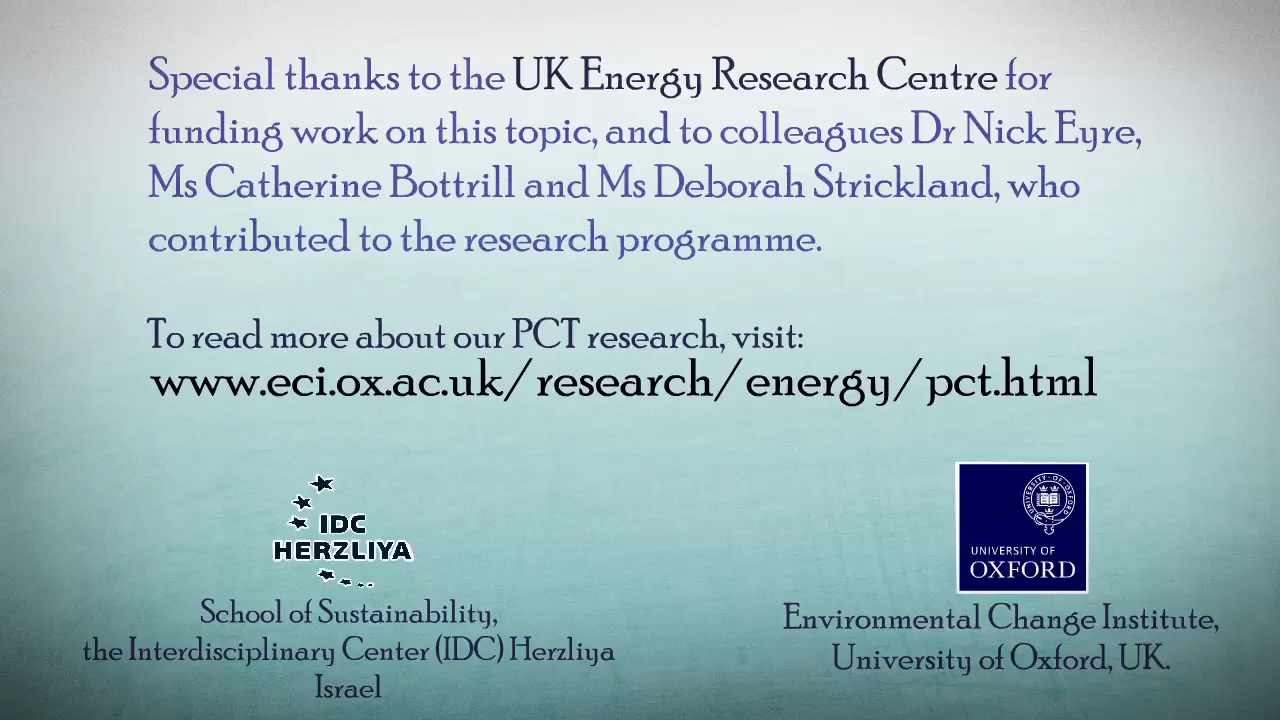 Special thanks to the UK Energy Research Centre for
funding work on this topic, and to colleagues Dr Nick Eyre,
Ms Catherine Bottrill and Ms Deborah Strickland, who
contributed to the research programme.
To read more about our PCT research, visit:
www.eci.ox.ac.uk/research/energy/pct.html
IDC
HERZLIYA
School of Sustainability,
the Interdisciplinary Center (IDC) Herzliya
Israel
UNIVERSITY OF OXFORD
UNIVERSITY OF
OXFORD
Environmental Change Institute,
University of Oxford, UK.